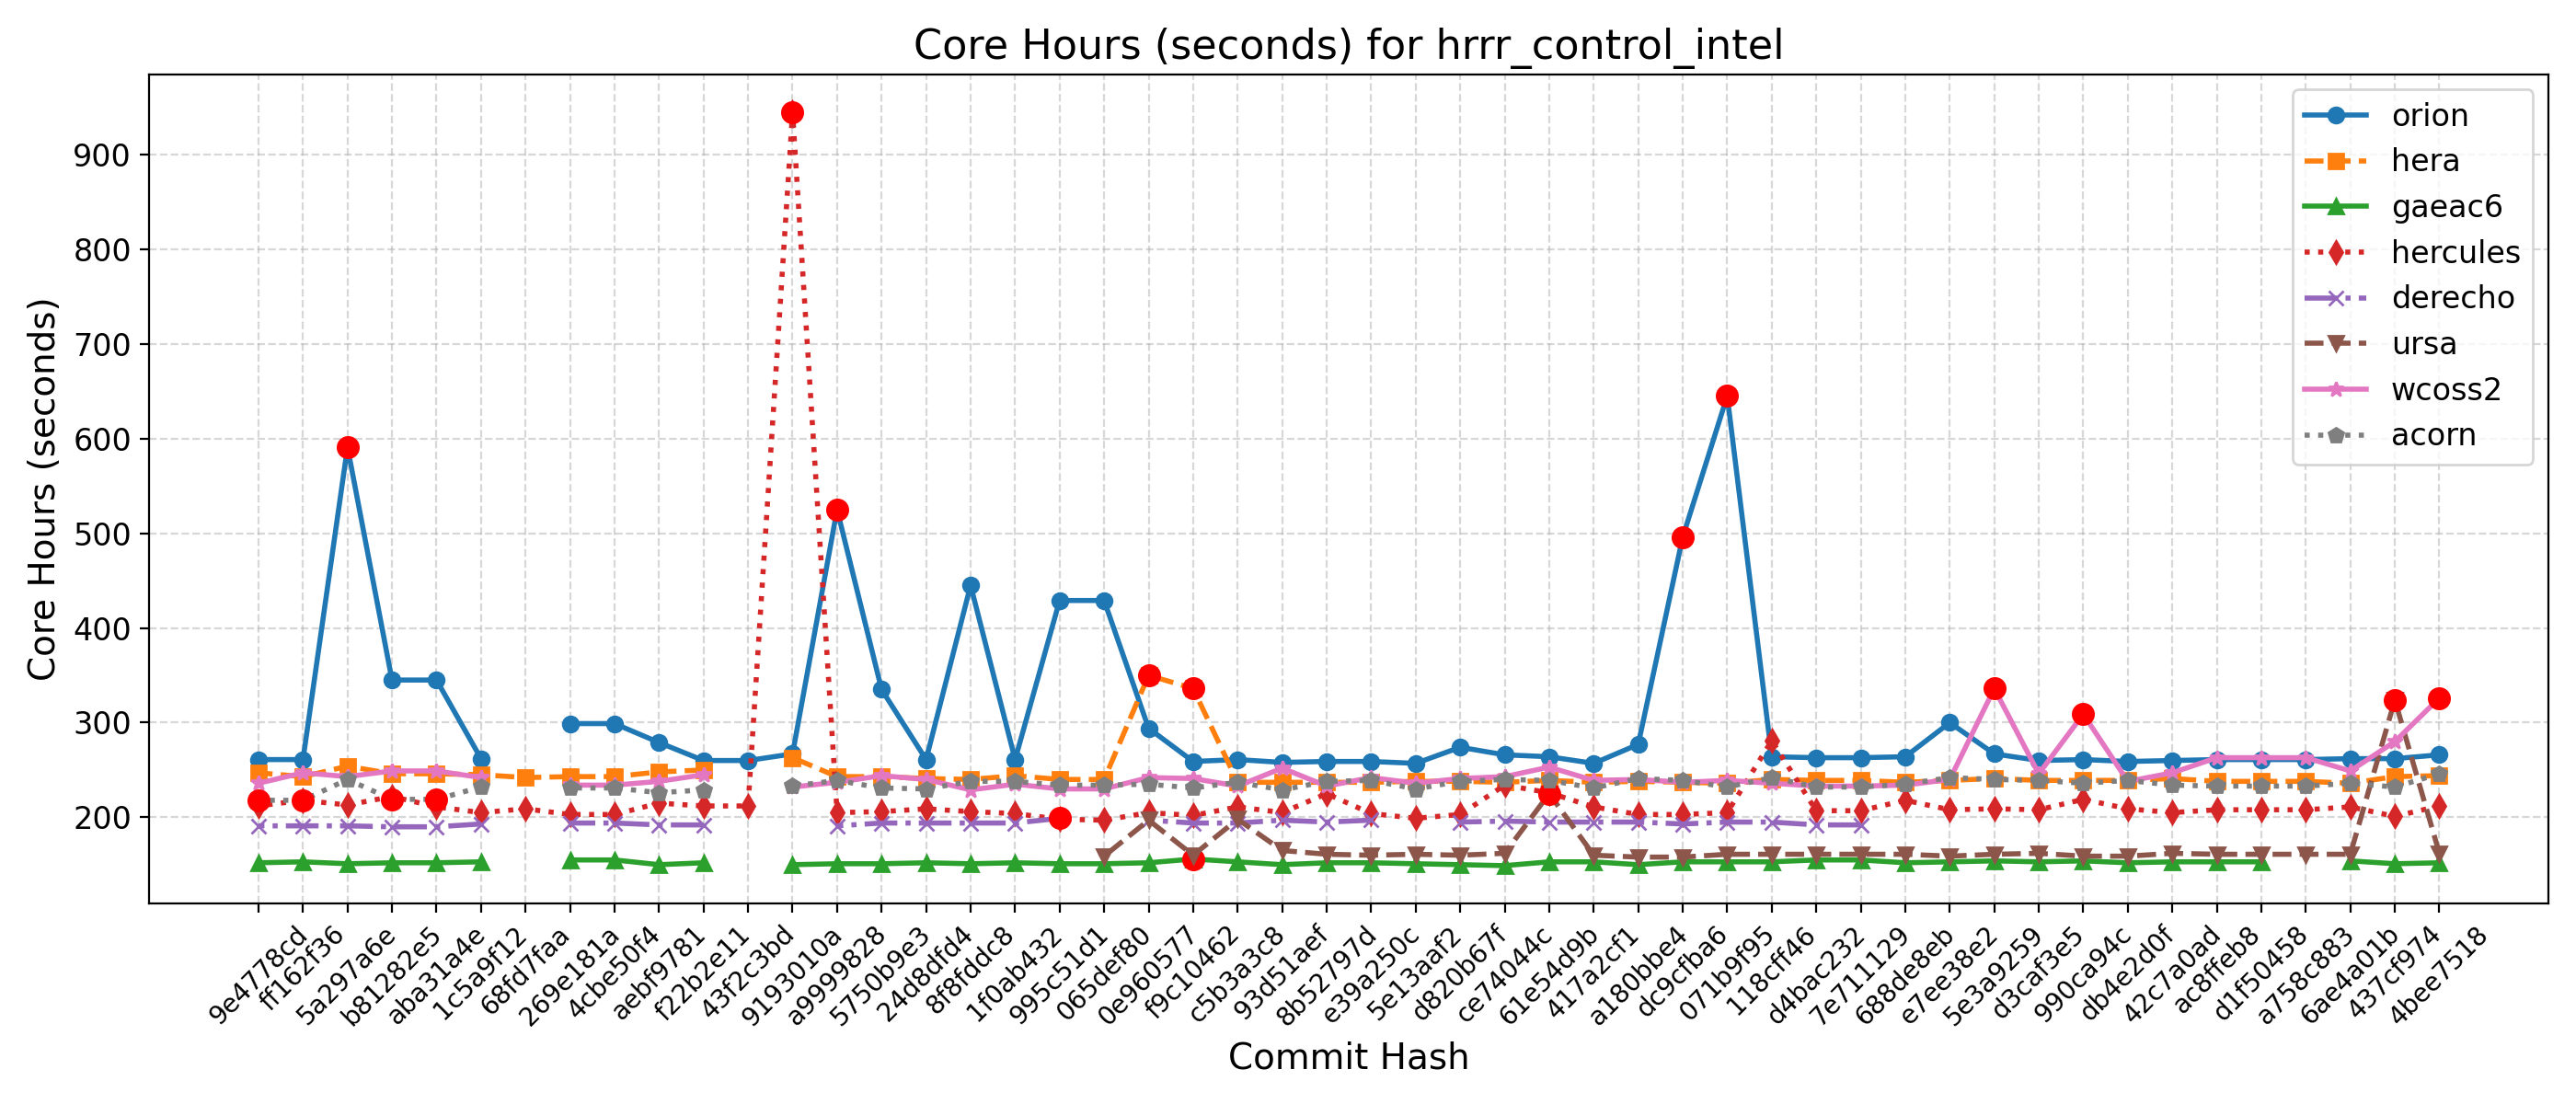 Core Hours (seconds) for hrrr_control_intel
Core Hours (seconds)
900
800
700
600
500
400
300
200
orion
hera
gaeac6
hercules
derecho
ursa
wcoss2
acorn
9e4778cd
ff162f36
5a297a6e
b81282e5
aba31a4e
1c5a9f12
68fd7faa
269e181a
4cbe50f4
aebf9781
f22b2e11
43f2c3bd
9193010a
a9999828
5750b9e3
24d8dfd4
8f8fddc8
1f0ab432
995c51d1
065def80
0e960577
f9c10462
c5b3a3c8
93d51aef
8b52797d
e39a250c
5e13aaf2
d820b67f
ce74044c
61e54d9b
417a2cf1
a180bbe4
dc9cfba6
071b9f95
118cff46
d4bac232
7e711129
688de8eb
e7ee38e2
5e3a9259
d3caf3e5
990ca94c
db4e2d0f
42c7a0ad
ac8ffeb8
d1f50458
a758c883
6ae4a01b
437cf974
4bee7518
Commit Hash